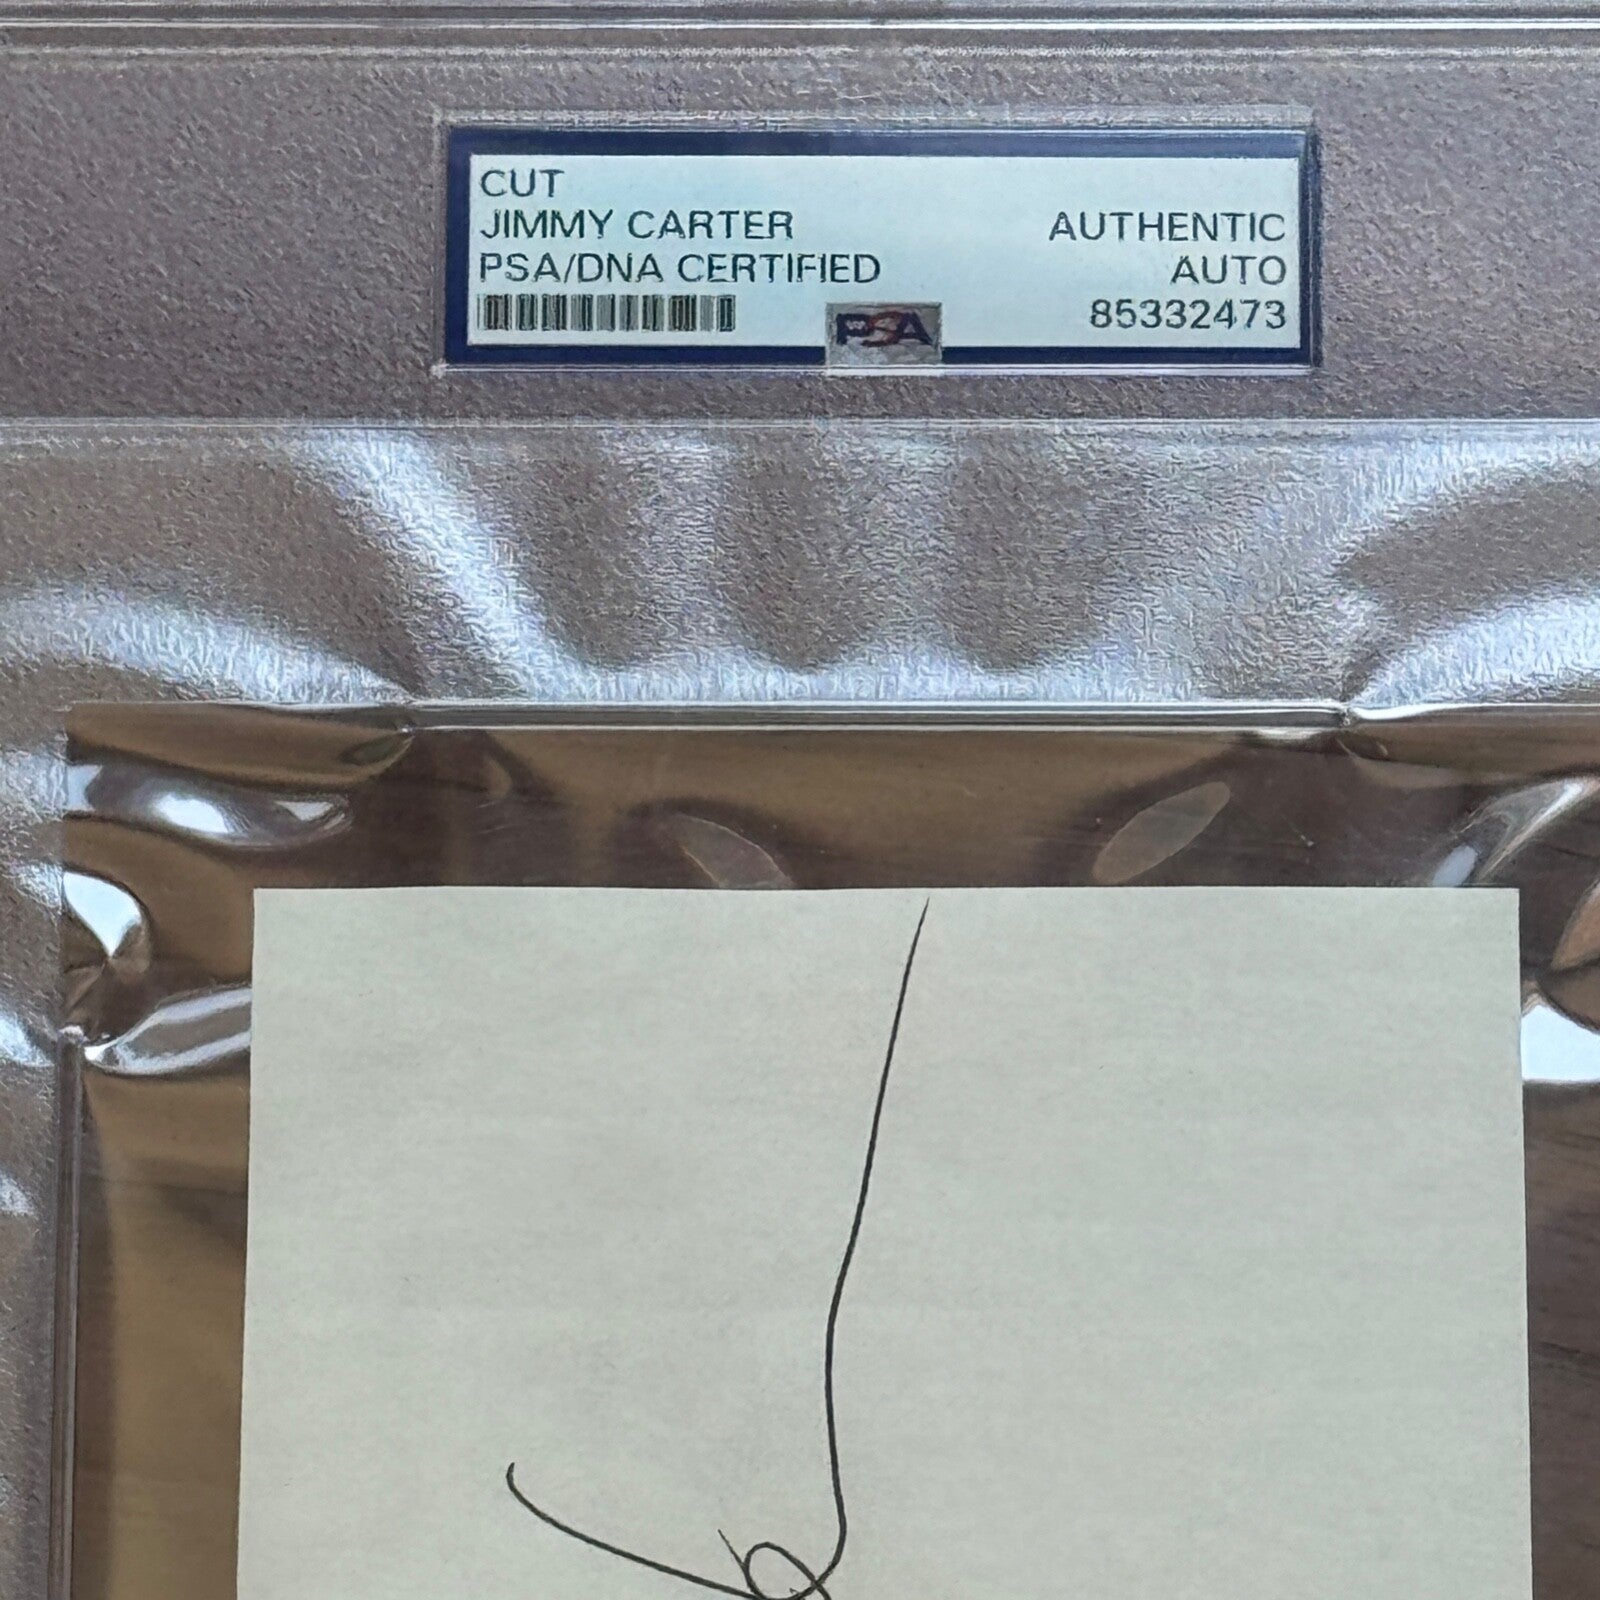 CUT
JIMMY CARTER
PSA/DNA CERTIFIED
AUTHENTIC
AUTO
85332473
PSA